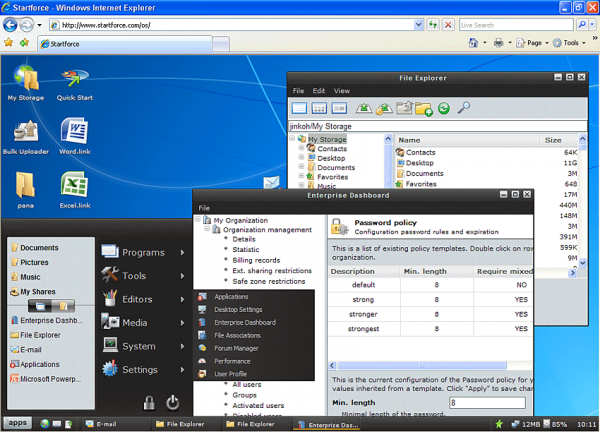 Startforce - Windows Internet Explorer
http://www.startforce.com/os/
Live Search
Startforce
Page
Tools
My Storage
Quick Start
Bulk Uploader
Word.link
pana
Excel.link
File Explorer
File Edit View
jinkoh/My Storage
My Storage
Contacts
Desktop
Documents
Favorites
Music
Name Size
Contacts 64K
Desktop 11G
Documents 3M
Favorites 648
17M
440M
148M
3M
391M
599K
9M
Enterprise Dashboard
File
My Organization
Organization management
Details
Statistic
Billing records
Ext. sharing restrictions
Safe zone restrictions
All users
Groups
Activated users
Password policy
Configuration password rules and expiration
This is a list of existing policy templates. Double click on row
organization.
Description Min. length Require mixed
default 8 NO
strong 8 YES
stronger 8 YES
strongest 8 YES
This is the current configuration of the Password policy for y
values inherited from a template. Click "Apply" to save chan
Min. length 8
Minimal length of the password.
Documents
Pictures
Music
My Shares
Enterprise Dashb...
File Explorer
E-mail
Applications
Microsoft Powerp...
Programs
Tools
Editors
Media
System
Settings
Applications
Desktop Settings
Enterprise Dashboard
File Associations
Forum Manager
Performance
User Profile
apps
E-mail
File Explorer
File Explorer
Enterprise Das...
12MB 85% 10:11